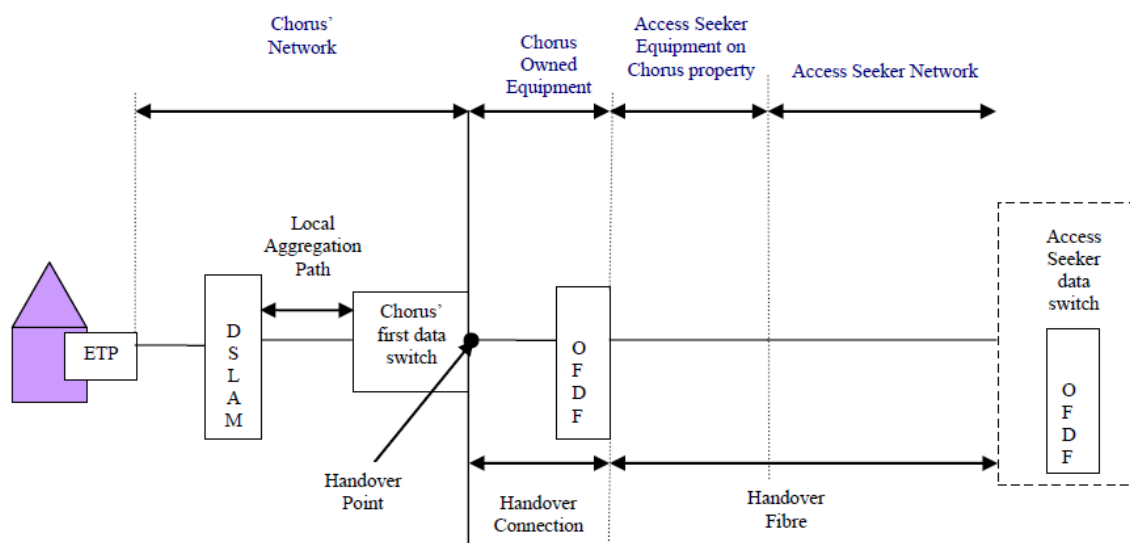 Chorus'
Network
Chorus
Owned
Equipment
Access Seeker
Equipment on
Chorus property
Access Seeker Network
Local
Aggregation
Path
Access
Seeker
data
switch
ETP
D
S
L
A
M
Chorus'
first data
switch
O
F
D
F
O
F
D
F
Handover
Point
Handover
Connection
Handover
Fibre